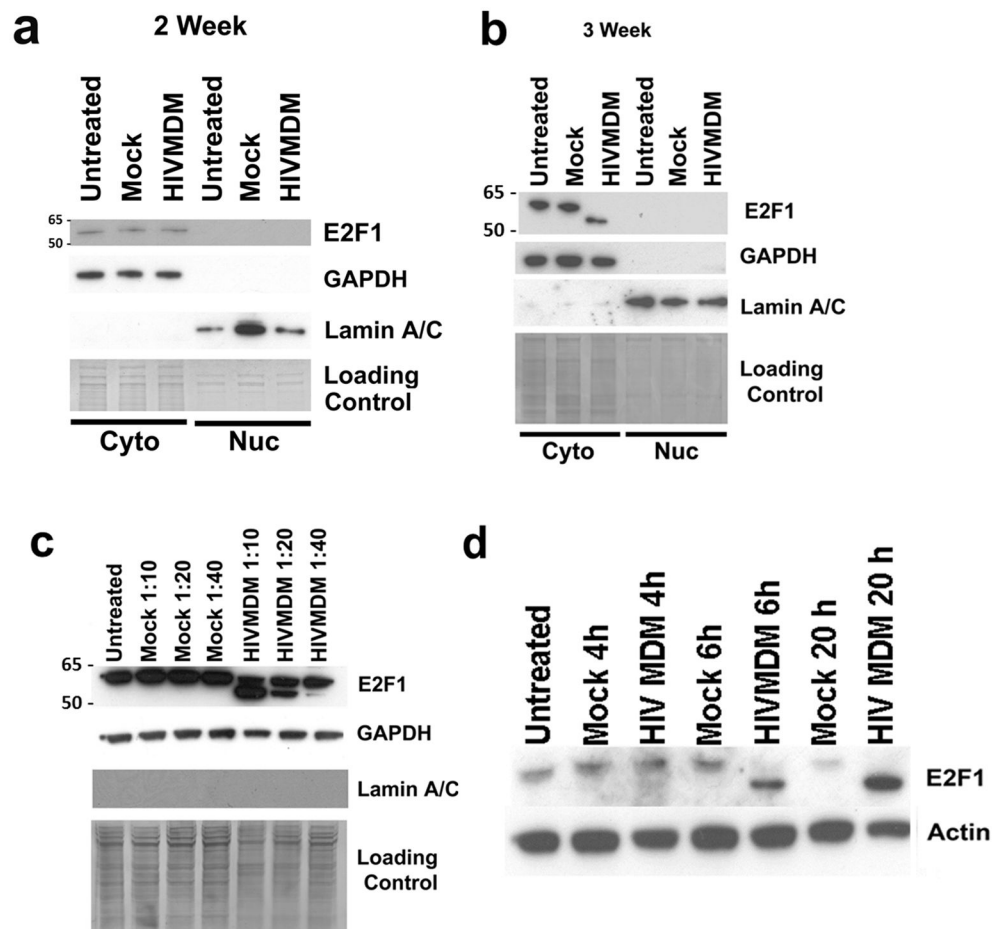 a
2 Week
Untreated
Mock
HIVMDM
Untreated
Mock
HIVMDM
65 -
50 -
E2F1
GAPDH
Lamin A/C
Loading
Control
Cyto
Nuc
b
3 Week
Untreated
Mock
HIVMDM
Untreated
Mock
HIVMDM
65 -
50 -
E2F1
GAPDH
Lamin A/C
Loading
Control
Cyto
Nuc
c
Untreated
Mock 1:10
Mock 1:20
Mock 1:40
HIVMDM 1:10
HIVMDM 1:20
HIVMDM 1:40
65 -
50 -
E2F1
GAPDH
Lamin A/C
Loading
Control
d
Untreated
Mock 4h
HIV MDM 4h
Mock 6h
HIVMDM 6h
Mock 20 h
HIV MDM 20 h
E2F1
Actin